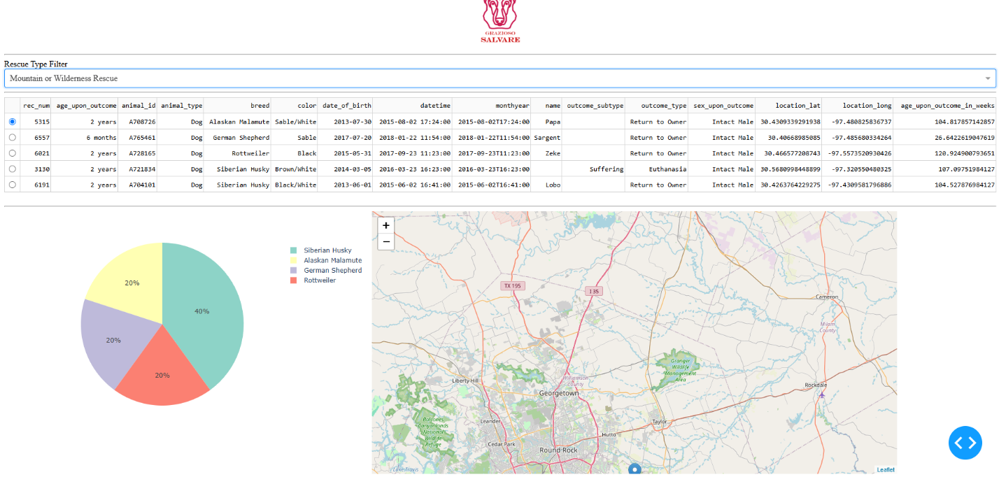 GRAZIOSO
SALVARE
Rescue Type Filter
Mountain or Wilderness Rescue
rec_num age_upon_outcome animal_id animal_type breed color date_of_birth datetime monthyear name outcome_subtype outcome_type sex_upon_outcome location_lat location_long age_upon_outcome_in_weeks
5315 2 years A708726 Dog Alaskan Malamute Sable/White 2013-07-30 2015-08-02 17:24:00 2015-08-02T17:24:00 Papa Return to Owner Intact Male 30.4309339291938 -97.480825836737 104.817857142857
6557 6 months A765461 Dog German Shepherd Sable 2017-07-20 2018-01-22 11:54:00 2018-01-22T11:54:00 Sargent Return to Owner Intact Male 30.40668985085 -97.485680334264 26.6422619047619
6021 2 years A728165 Dog Rottweiler Black 2015-05-31 2017-09-23 11:23:00 2017-09-23T11:23:00 Zeke Return to Owner Intact Male 30.466577208743 -97.5573520930426 120.924900793651
3130 2 years A721834 Dog Siberian Husky Brown/White 2014-03-05 2016-03-23 16:23:00 2016-03-23T16:23:00 Suffering Euthanasia Intact Male 30.5680998448899 -97.320550480325 107.09751984127
6191 2 years A704101 Dog Siberian Husky Black/White 2013-06-01 2015-06-02 16:41:00 2015-06-02T16:41:00 Lobo Return to Owner Intact Male 30.4263764229275 -97.4309581796886 104.527876984127
Siberian Husky
Alaskan Malamute
German Shepherd
Rottweiler
20%
40%
20%
20%
+
−
TX 195
I 35
Cameron
Milam
County
Granger
Wildlife
Management
Area
Liberty Hill
Williamson
County
Rockdale
Georgetown
Balcones
Canyonlands
National
Wildlife
Refuge
Leander
Taylor
Hutto
Cedar Park
Round Rock
Lake Travis
Leaflet